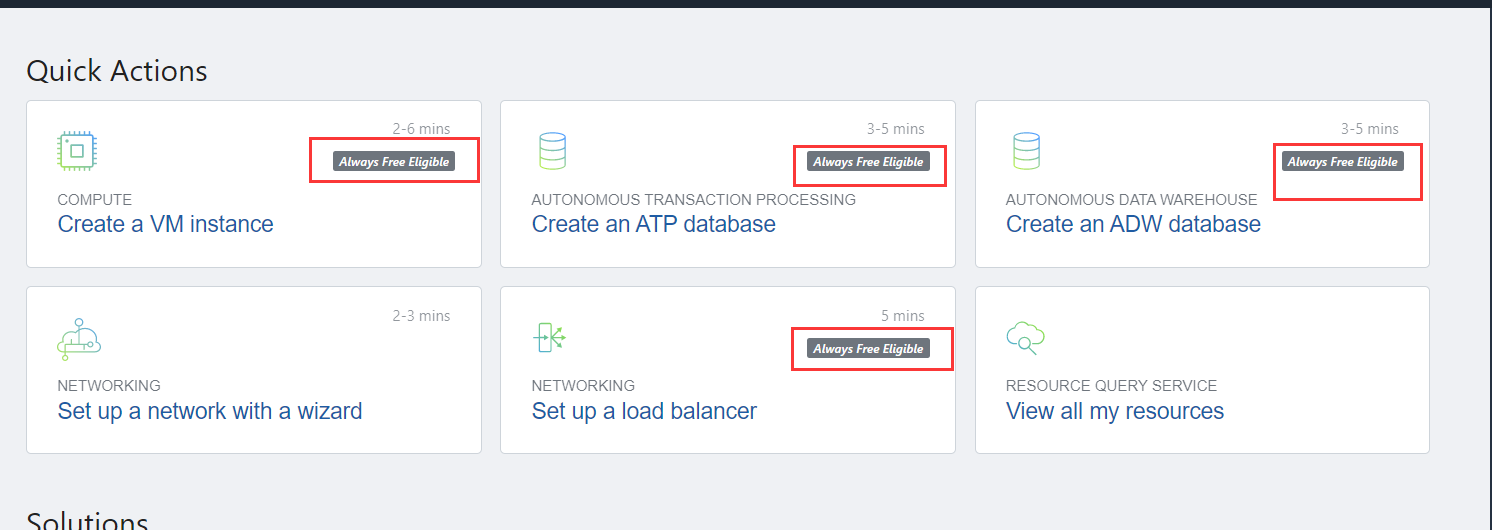 Quick Actions
2-6 mins
Always Free Eligible
COMPUTE
Create a VM instance
3-5 mins
Always Free Eligible
AUTONOMOUS TRANSACTION PROCESSING
Create an ATP database
3-5 mins
Always Free Eligible
AUTONOMOUS DATA WAREHOUSE
Create an ADW database
2-3 mins
NETWORKING
Set up a network with a wizard
5 mins
Always Free Eligible
NETWORKING
Set up a load balancer
RESOURCE QUERY SERVICE
View all my resources
Solutions